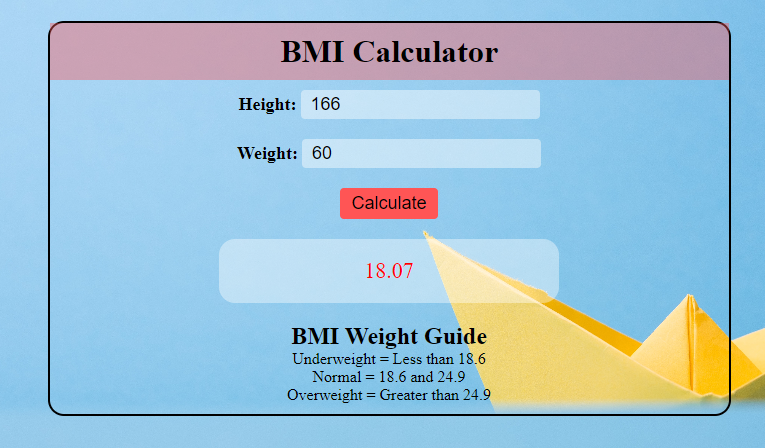 BMI Calculator
Height: 166
Weight: 60
Calculate
18.07
BMI Weight Guide
Underweight = Less than 18.6
Normal = 18.6 and 24.9
Overweight = Greater than 24.9